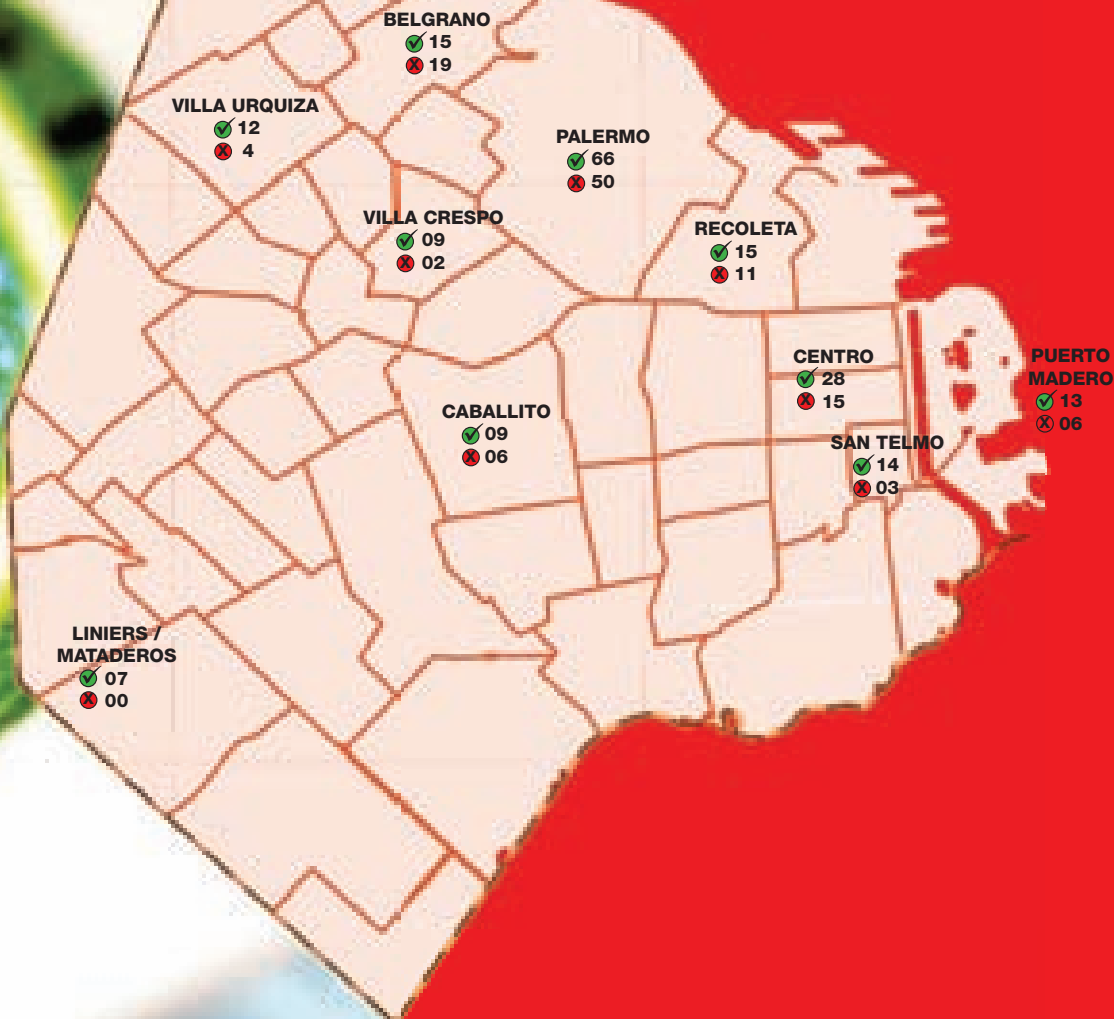 BELGRANO
15
19
VILLA URQUIZA
12
4
PALERMO
66
50
VILLA CRESPO
09
02
RECOLETA
15
11
CENTRO
28
15
PUERTO
MADERO
13
06
CABALLITO
09
06
SAN TELMO
14
03
LINIERS /
MATADEROS
07
00